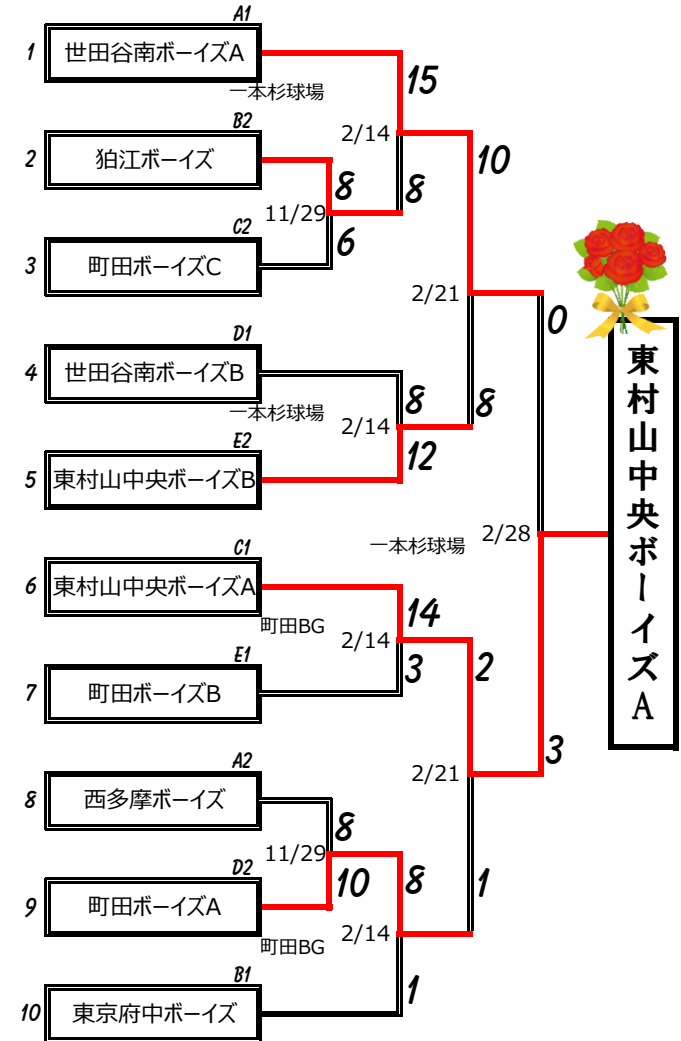 A1
1 世田谷南ボーイズA
15
一本杉球場
B2
2/14
2 狛江ボーイズ
10
8
8
11/29
C2
6
3 町田ボーイズC
2/21
0
D1
4 世田谷南ボーイズB
8
8
一本杉球場
2/14
E2
12
5 東村山中央ボーイズB
一本杉球場
2/28
東村山中央ボーイズA
C1
6 東村山中央ボーイズA
14
町田BG
2/14
E1
3
2
7 町田ボーイズB
3
A2
2/21
8 西多摩ボーイズ
8
11/29
D2
10
8
1
9 町田ボーイズA
2/14
町田BG
B1
1
10 東京府中ボーイズ